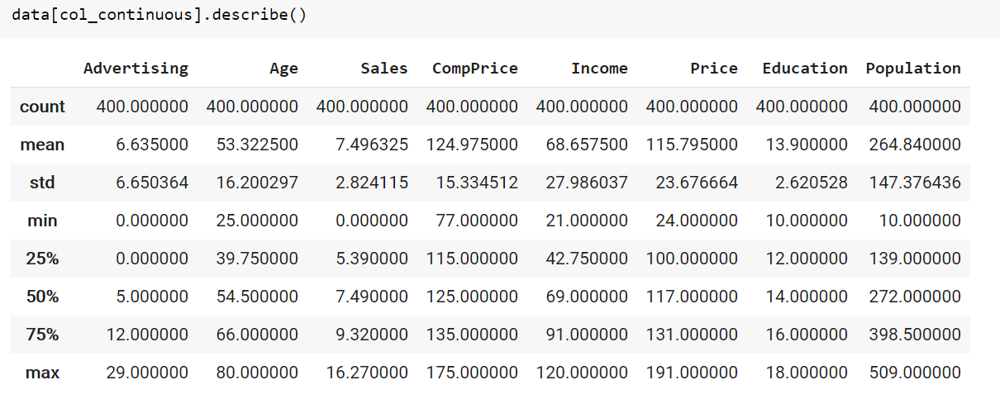 data[col_continuous].describe()
Advertising Age Sales CompPrice Income Price Education Population
count 400.000000 400.000000 400.000000 400.000000 400.000000 400.000000 400.000000 400.000000
mean 6.635000 53.322500 7.496325 124.975000 68.657500 115.795000 13.900000 264.840000
std 6.650364 16.200297 2.824115 15.334512 27.986037 23.676664 2.620528 147.376436
min 0.000000 25.000000 0.000000 77.000000 21.000000 24.000000 10.000000 10.000000
25% 0.000000 39.750000 5.390000 115.000000 42.750000 100.000000 12.000000 139.000000
50% 5.000000 54.500000 7.490000 125.000000 69.000000 117.000000 14.000000 272.000000
75% 12.000000 66.000000 9.320000 135.000000 91.000000 131.000000 16.000000 398.500000
max 29.000000 80.000000 16.270000 175.000000 120.000000 191.000000 18.000000 509.000000